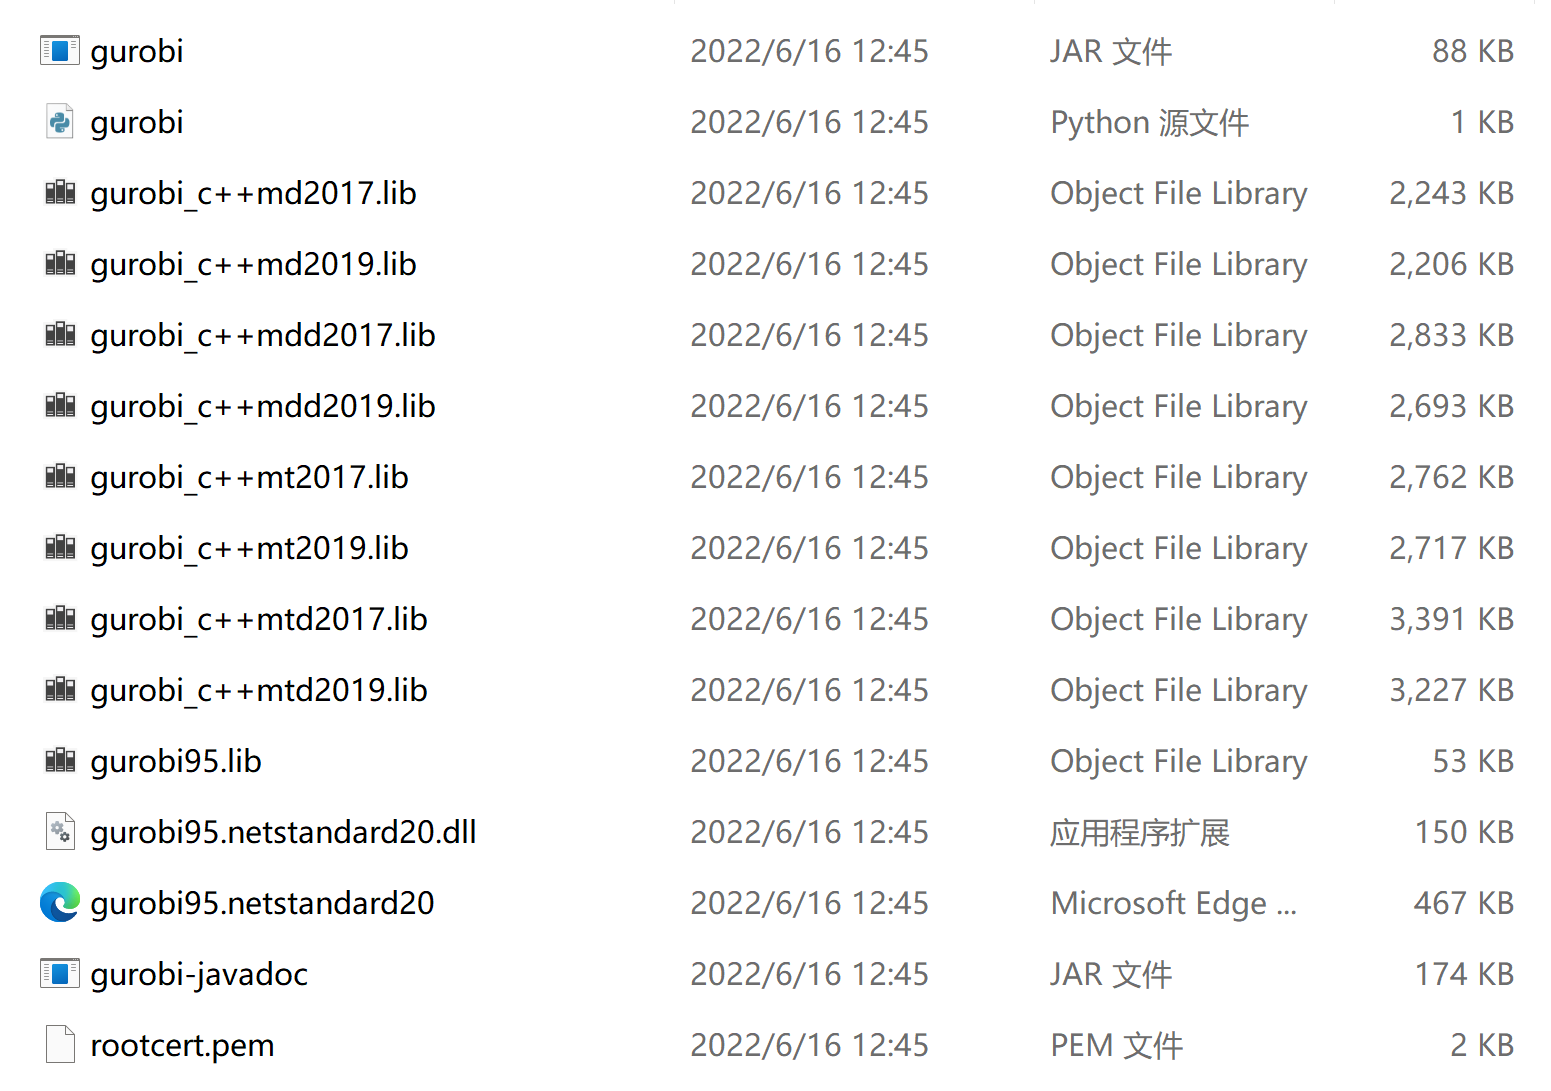 gurobi 2022/6/16 12:45 JAR 文件 88 KB
gurobi 2022/6/16 12:45 Python 源文件 1 KB
gurobi_c++md2017.lib 2022/6/16 12:45 Object File Library 2,243 KB
gurobi_c++md2019.lib 2022/6/16 12:45 Object File Library 2,206 KB
gurobi_c++mdd2017.lib 2022/6/16 12:45 Object File Library 2,833 KB
gurobi_c++mdd2019.lib 2022/6/16 12:45 Object File Library 2,693 KB
gurobi_c++mt2017.lib 2022/6/16 12:45 Object File Library 2,762 KB
gurobi_c++mt2019.lib 2022/6/16 12:45 Object File Library 2,717 KB
gurobi_c++mtd2017.lib 2022/6/16 12:45 Object File Library 3,391 KB
gurobi_c++mtd2019.lib 2022/6/16 12:45 Object File Library 3,227 KB
gurobi95.lib 2022/6/16 12:45 Object File Library 53 KB
gurobi95.netstandard20.dll 2022/6/16 12:45 应用程序扩展 150 KB
gurobi95.netstandard20 2022/6/16 12:45 Microsoft Edge ... 467 KB
gurobi-javadoc 2022/6/16 12:45 JAR 文件 174 KB
rootcert.pem 2022/6/16 12:45 PEM 文件 2 KB